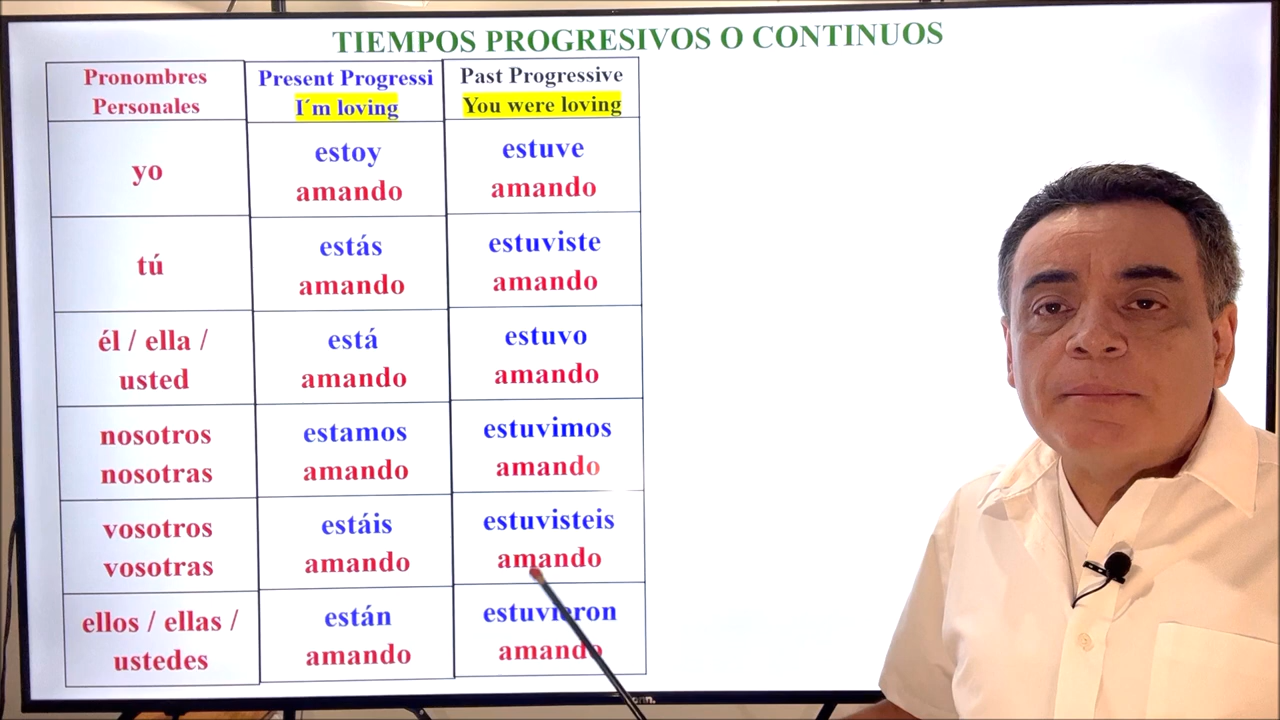 TIEMPOS PROGRESIVOS O CONTINUOS
Pronombres
Personales
Present Progressi
I´m loving
Past Progressive
You were loving
yo
estoy
amando
estuve
amando
tú
estás
amando
estuviste
amando
él / ella /
usted
está
amando
estuvo
amando
nosotros
nosotras
estamos
amando
estuvimos
amando
vosotros
vosotras
estáis
amando
estuvisteis
amando
ellos / ellas /
ustedes
están
amando
estuvieron
amando